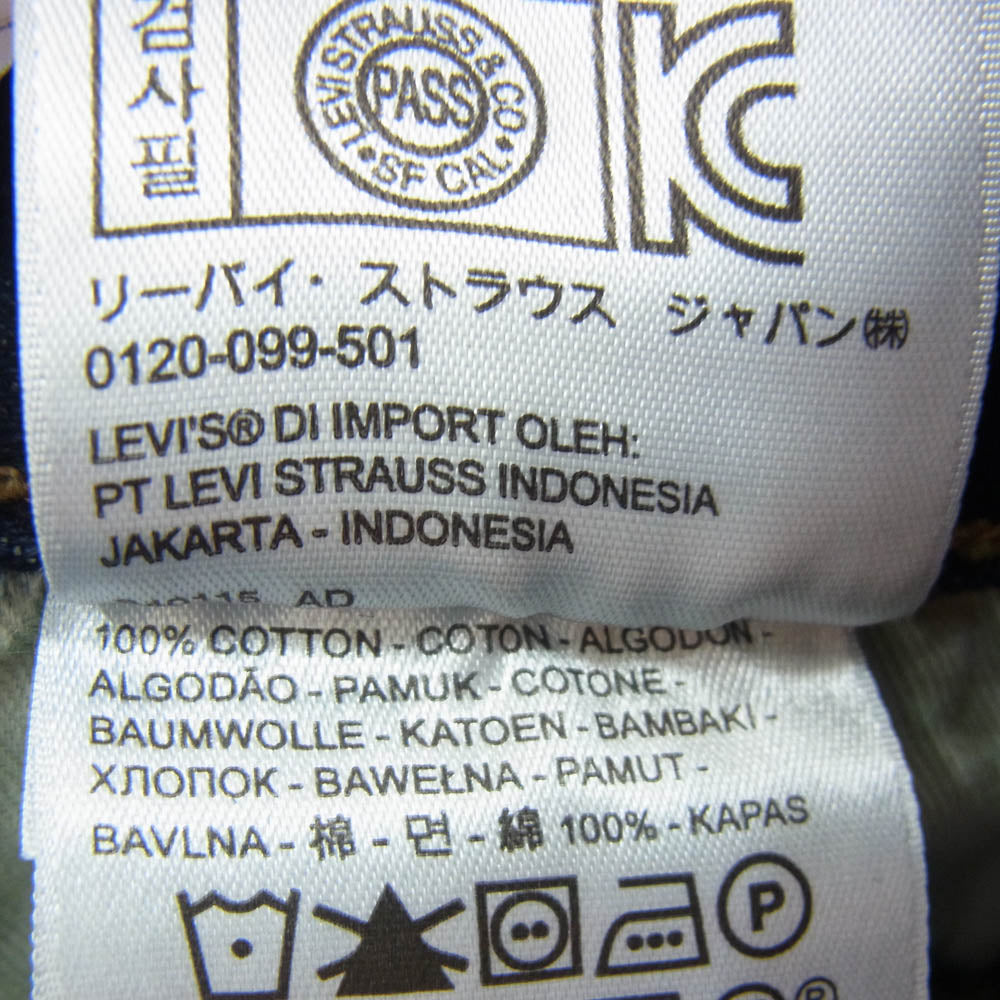 검사필
LEVI STRAUSS & CO
PASS
•SF CAL•
KC
リーバイ・ストラウス ジャパン㈱
0120-099-501
LEVI'S® DI IMPORT OLEH:
PT LEVI STRAUSS INDONESIA
JAKARTA - INDONESIA
AP
100% COTTON - COTON - ALGODON -
ALGODÃO - PAMUK - COTONE -
BAUMWOLLE - KATOEN - BAMBAKI -
ХЛОПОК - BAWEŁNA - PAMUT -
BAVLNA - 棉 - 면 - 綿 100% - KAPAS
P